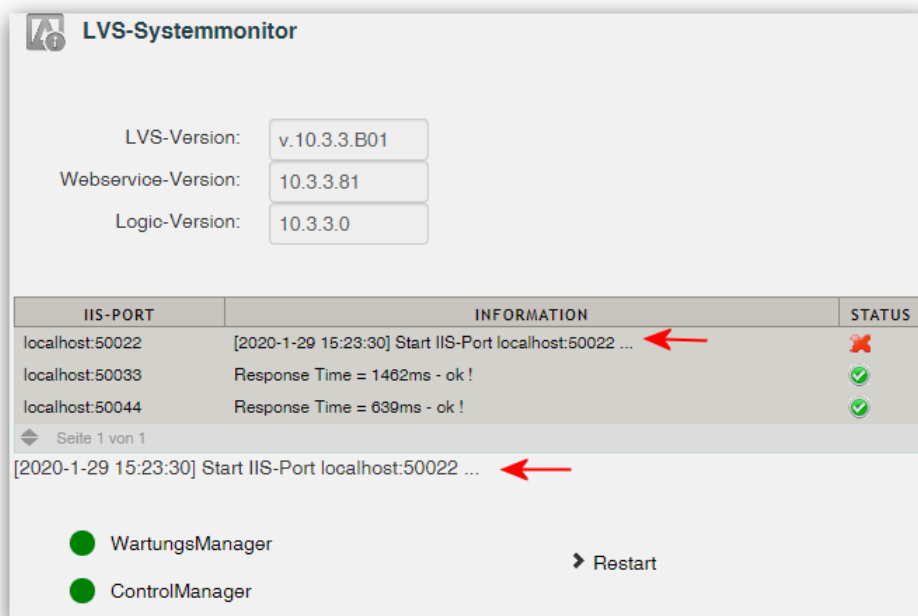 LVS-Systemmonitor
LVS-Version: v.10.3.3.B01
Webservice-Version: 10.3.3.81
Logic-Version: 10.3.3.0
IIS-PORT INFORMATION STATUS
localhost:50022 [2020-1-29 15:23:30] Start IIS-Port localhost:50022 ...
localhost:50033 Response Time = 1462ms - ok !
localhost:50044 Response Time = 639ms - ok !
Seite 1 von 1
[2020-1-29 15:23:30] Start IIS-Port localhost:50022 ...
WartungsManager
Restart
ControlManager